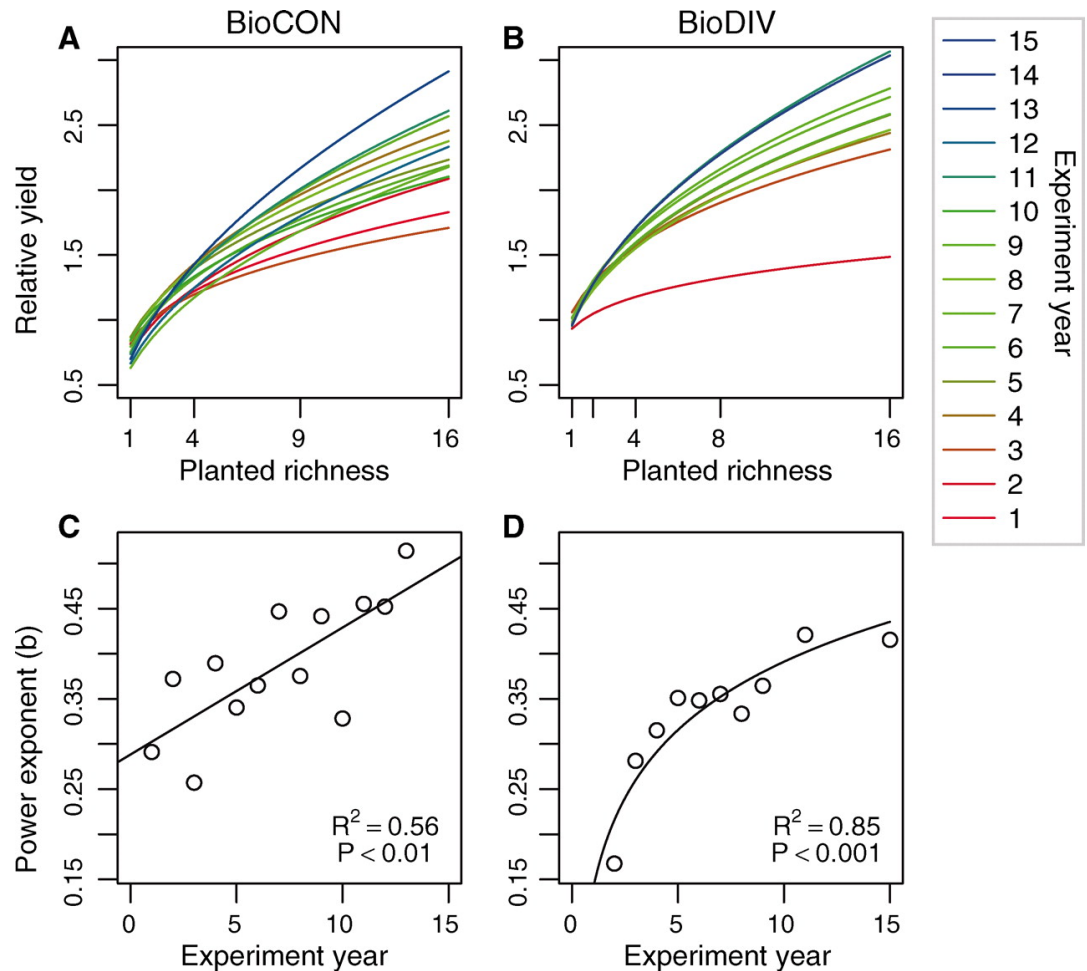 A
BioCON
Relative yield
2.5
1.5
0.5
1 4 9 16
Planted richness
B
BioDIV
2.5
1.5
0.5
1 4 8 16
Planted richness
15
14
13
12
11
10
9
8
7
6
5
4
3
2
1
Experiment year
C
Power exponent (b)
0.45
0.35
0.25
0.15
R² = 0.56
P < 0.01
0 5 10 15
Experiment year
D
0.45
0.35
0.25
0.15
R² = 0.85
P < 0.001
0 5 10 15
Experiment year